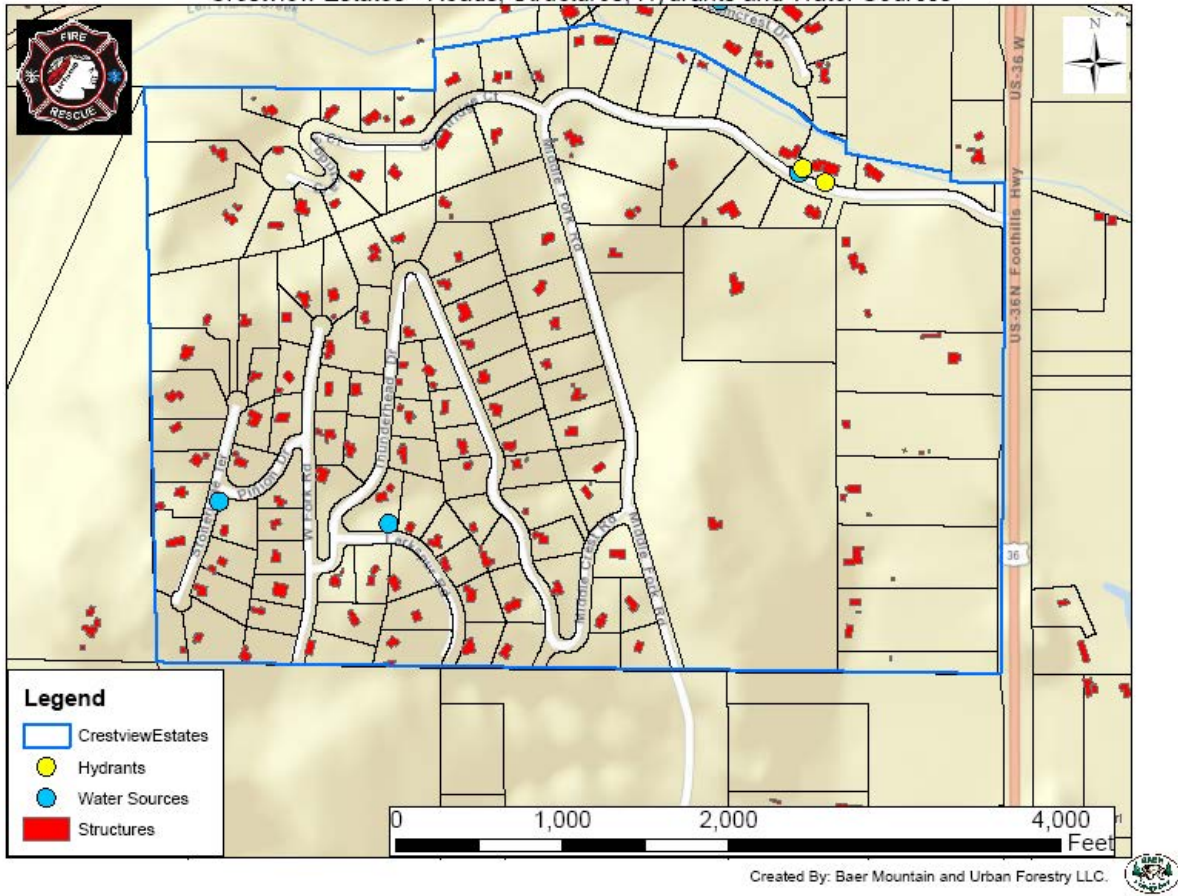 Crestview Estates - Roads, Structures, Hydrants and Water Sources
N
FIRE
RESCUE
US-36 W
US-36 N Foothills Hwy
36
Middle Fork Rd
Middle Fork Rd
Middle Crest Rd
Thunderhead Dr
W Fork Rd
Pinion Dr
Legend
CrestviewEstates
Hydrants
Water Sources
Structures
0 1,000 2,000 4,000
Feet
Created By: Baer Mountain and Urban Forestry LLC.